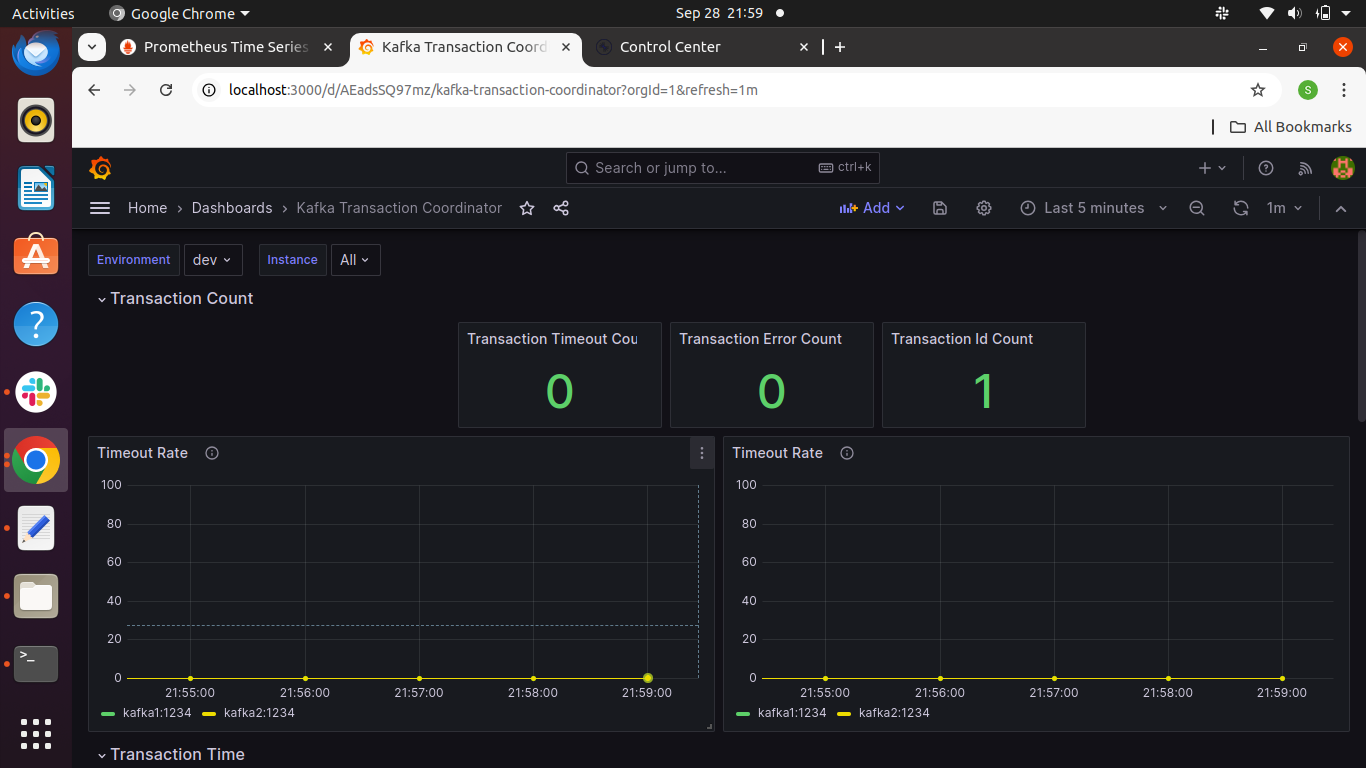 Activities
Google Chrome
Sep 28 21:59
Prometheus Time Series
Kafka Transaction Coord
Control Center
localhost:3000/d/AEadsSQ97mz/kafka-transaction-coordinator?orgId=1&refresh=1m
S
All Bookmarks
Search or jump to...
ctrl+k
Home › Dashboards › Kafka Transaction Coordinator
Add
Last 5 minutes
1m
Environment
dev
Instance
All
Transaction Count
Transaction Timeout Cou
0
Transaction Error Count
0
Transaction Id Count
1
Timeout Rate
100
80
60
40
20
0
21:55:00 21:56:00 21:57:00 21:58:00 21:59:00
kafka1:1234 kafka2:1234
Timeout Rate
100
80
60
40
20
0
21:55:00 21:56:00 21:57:00 21:58:00 21:59:00
kafka1:1234 kafka2:1234
Transaction Time